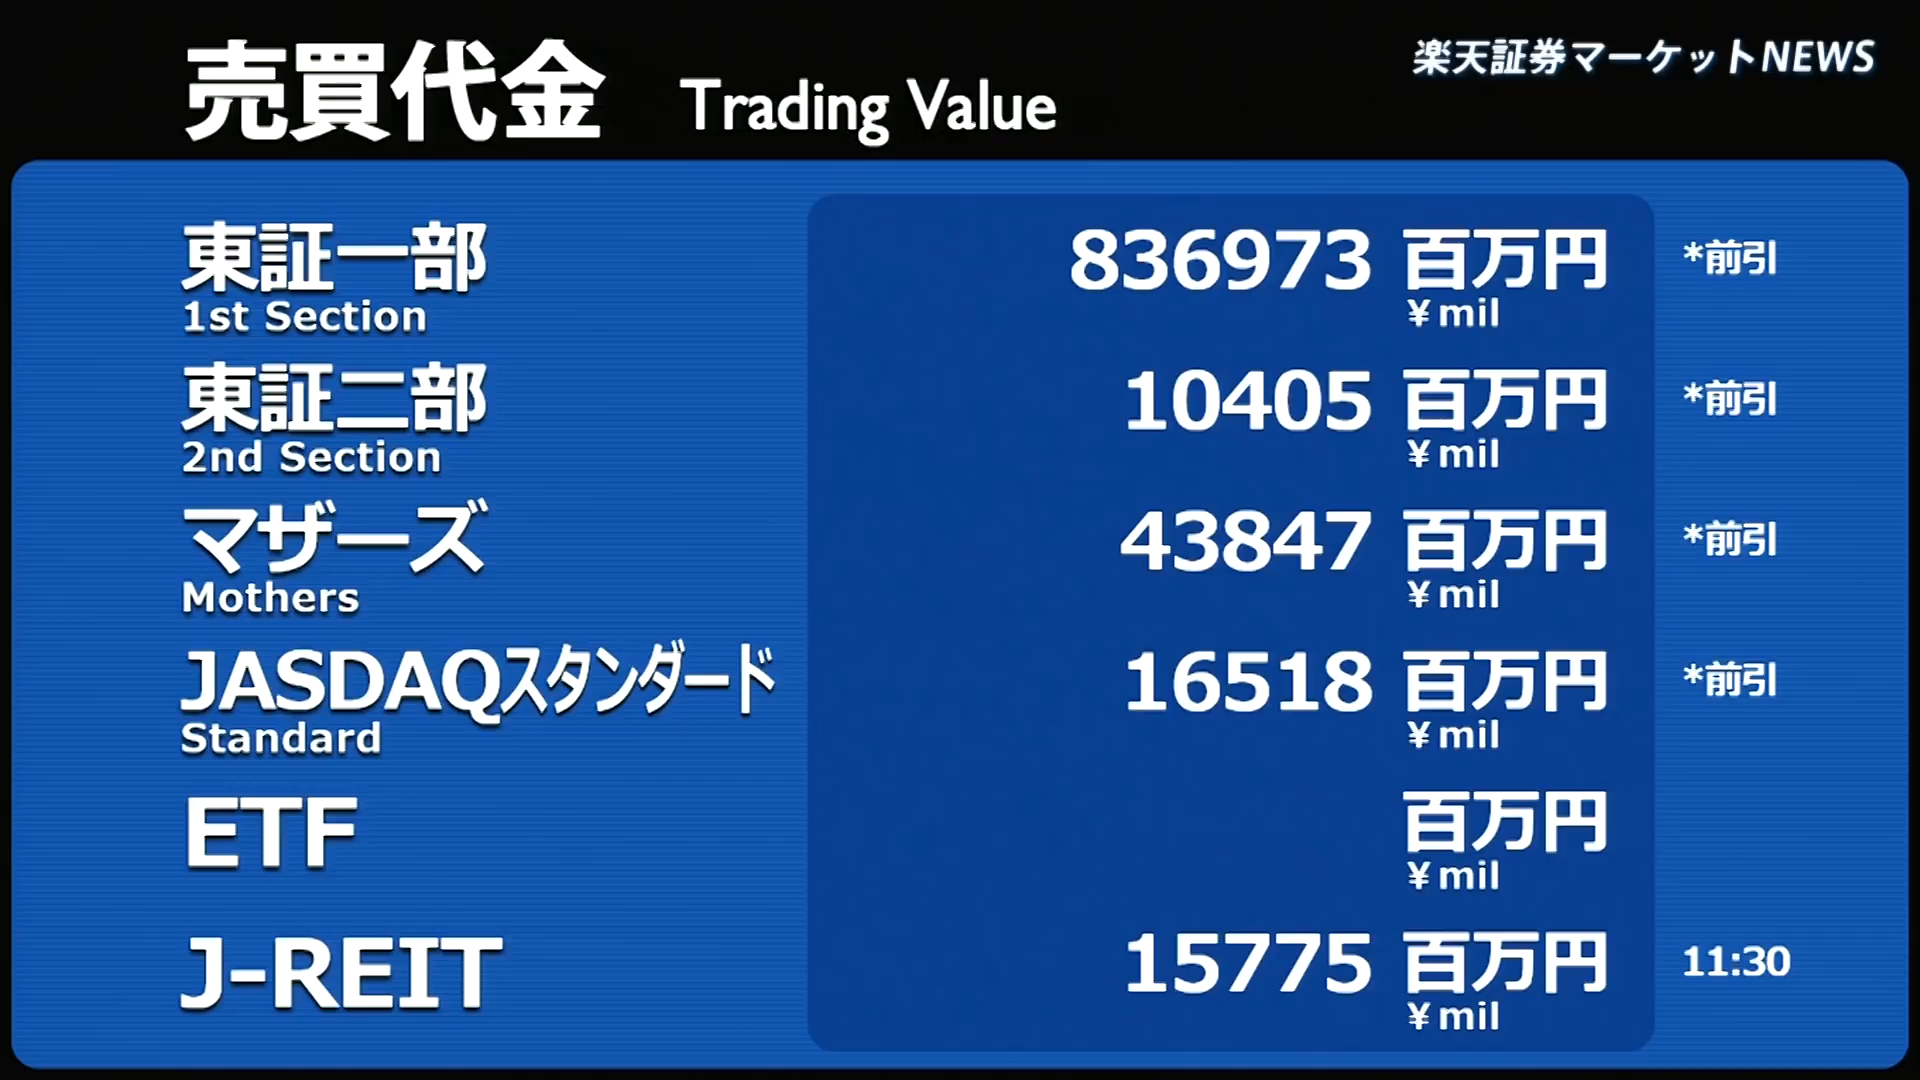 売買代金 Trading Value
楽天証券マーケットNEWS
東証一部 836973 百万円 *前引
1st Section ¥mil
東証二部 10405 百万円 *前引
2nd Section ¥mil
マザーズ 43847 百万円 *前引
Mothers ¥mil
JASDAQスタンダード 16518 百万円 *前引
Standard ¥mil
ETF 百万円
¥mil
J-REIT 15775 百万円 11:30
¥mil